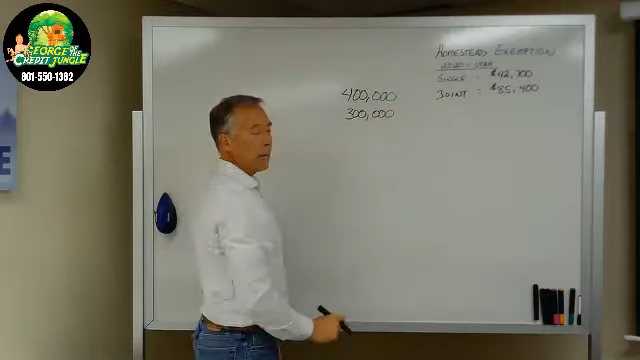 GEORGE
OF THE
CREDIT JUNGLE
801-550-1382
HOMESTEAD EXEMPTION
2020 - UTAH
SINGLE = $42,700
JOINT = $85,400
400,000
300,000
E